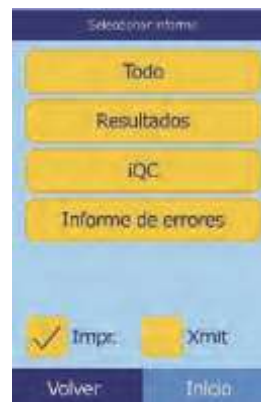 Seleccionar informe
Todo
Resultados
iQC
Informe de errores
Impr. Xmit
Volver Inicio